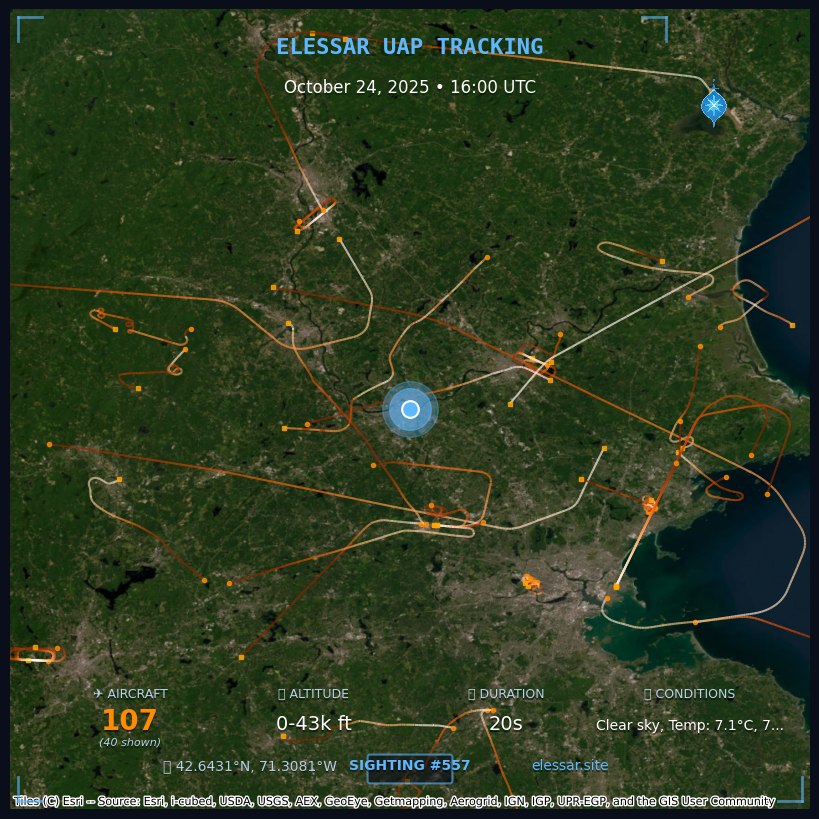 ELESSAR UAP TRACKING
October 24, 2025 • 16:00 UTC
✈ AIRCRAFT
ALTITUDE
DURATION
CONDITIONS
107
0-43k ft
20s
Clear sky, Temp: 7.1°C, 7...
(40 shown)
42.6431°N, 71.3081°W
SIGHTING #557
elessar.site
Tiles (C) Esri -- Source: Esri, i-cubed, USDA, USGS, AEX, GeoEye, Getmapping, Aerogrid, IGN, IGP, UPR-EGP, and the GIS User Community